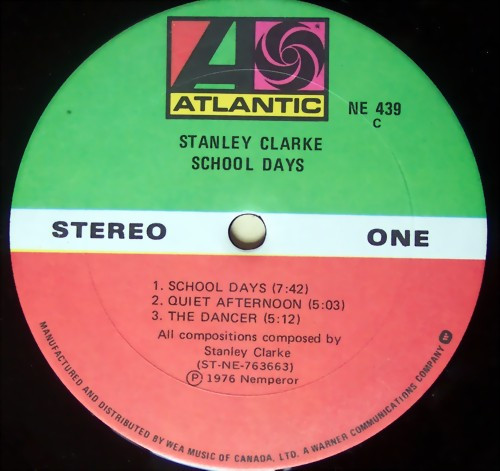 ATLANTIC
NE 439
C
STANLEY CLARKE
SCHOOL DAYS
STEREO
ONE
1. SCHOOL DAYS (7:42)
2. QUIET AFTERNOON (5:03)
3. THE DANCER (5:12)
All compositions composed by
Stanley Clarke
(ST-NE-763663)
Ⓟ 1976 Nemperor
MANUFACTURED AND DISTRIBUTED BY WEA MUSIC OF CANADA, LTD. A WARNER COMMUNICATIONS COMPANY